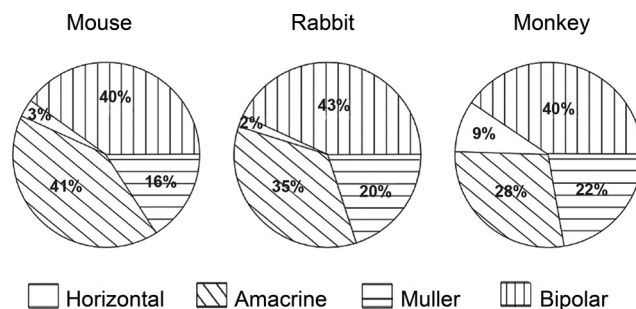 Mouse Rabbit Monkey
40% 43% 40%
3% 2% 9%
41% 16% 35% 20% 28% 22%
Horizontal Amacrine Muller Bipolar